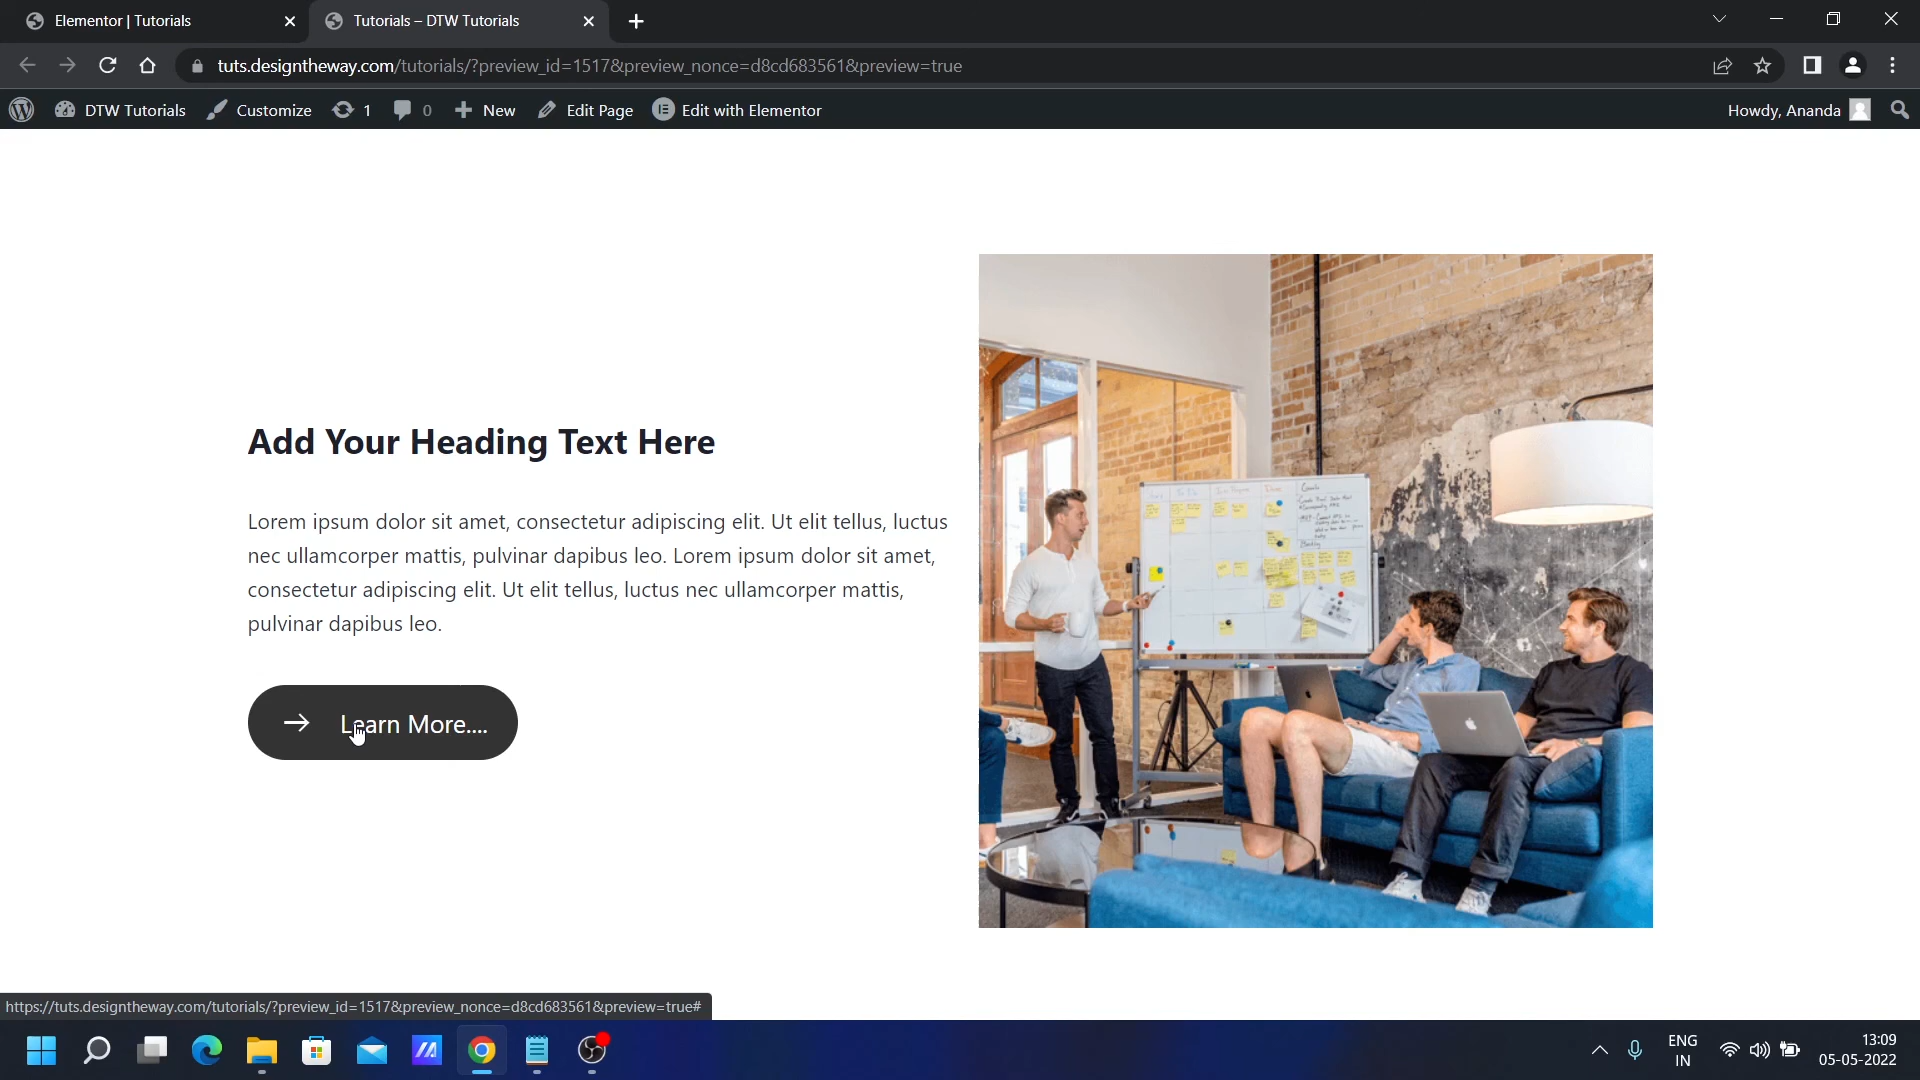 Elementor | Tutorials
Tutorials – DTW Tutorials
tuts.designtheway.com/tutorials/?preview_id=1517&preview_nonce=d8cd683561&preview=true
DTW Tutorials Customize 1 0 New Edit Page Edit with Elementor Howdy, Ananda
Add Your Heading Text Here
Lorem ipsum dolor sit amet, consectetur adipiscing elit. Ut elit tellus, luctus
nec ullamcorper mattis, pulvinar dapibus leo. Lorem ipsum dolor sit amet,
consectetur adipiscing elit. Ut elit tellus, luctus nec ullamcorper mattis,
pulvinar dapibus leo.
Learn More....
https://tuts.designtheway.com/tutorials/?preview_id=1517&preview_nonce=d8cd683561&preview=true#
ENG
IN
13:09
05-05-2022